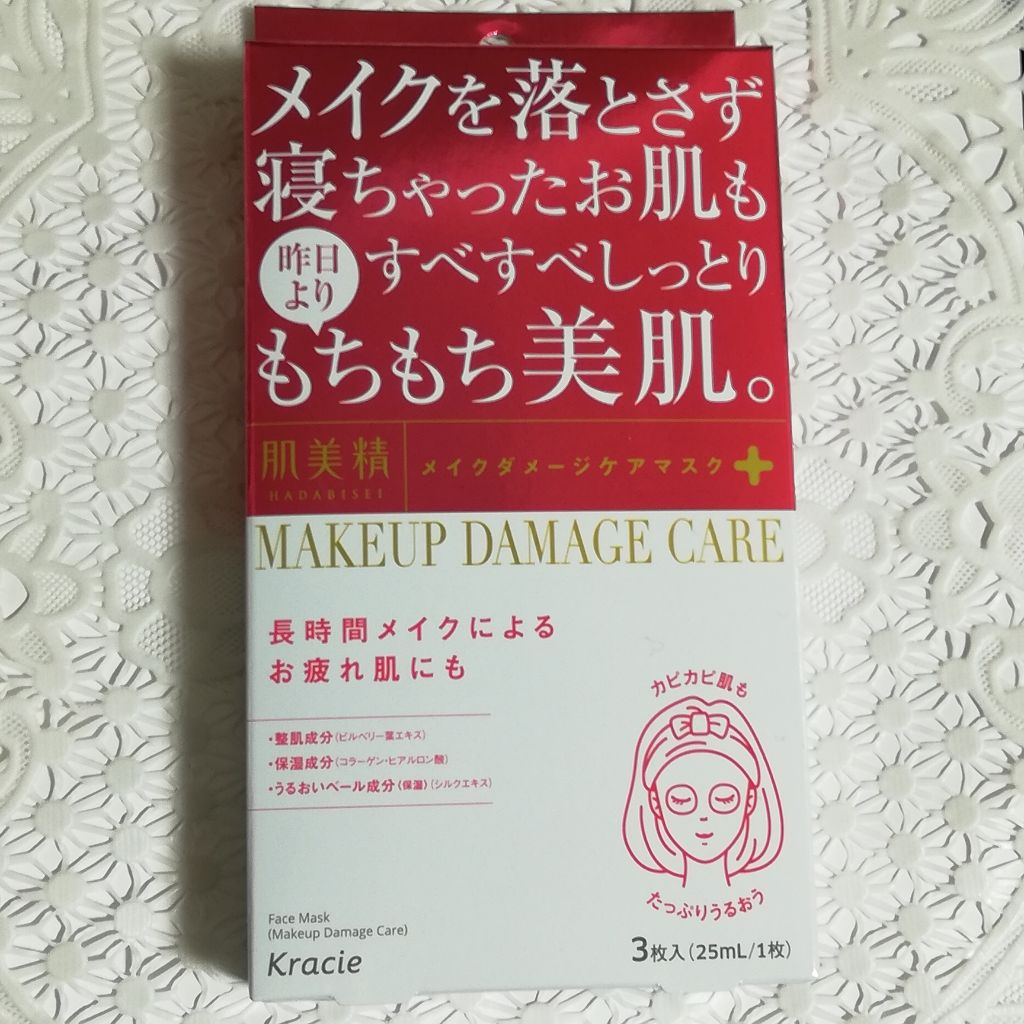 メイクを落とさず
寝ちゃったお肌も
昨日
より
すべすべしっとり
もちもち美肌。
肌美精
HADABISEI
メイクダメージケアマスク
MAKEUP DAMAGE CARE
長時間メイクによる
お疲れ肌にも
・整肌成分(ビルベリー葉エキス)
・保湿成分(コラーゲン・ヒアルロン酸)
・うるおいベール成分(保湿)(シルクエキス)
カピカピ肌も
たっぷりうるおう
Face Mask
(Makeup Damage Care)
Kracie
3枚入(25mL/1枚)